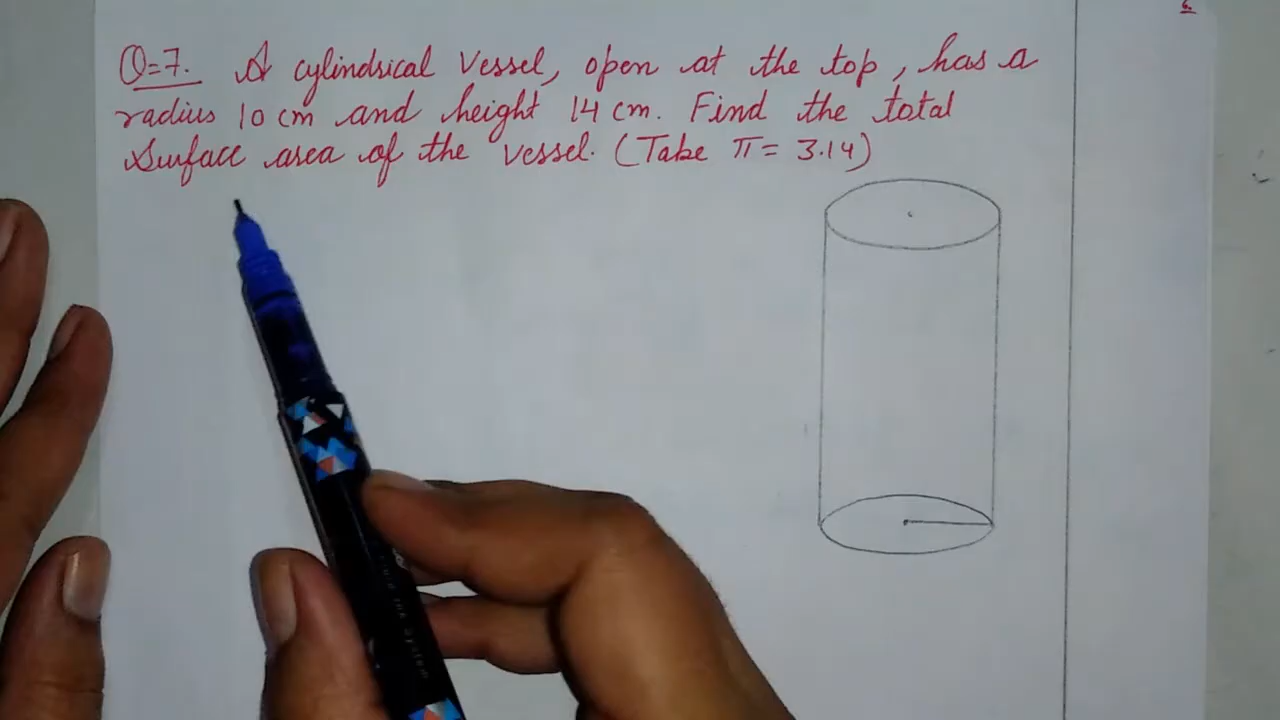 Q=7. A cylindrical vessel, open at the top, has a
radius 10 cm and height 14 cm. Find the total
Surface area of the vessel. (Take π = 3.14)